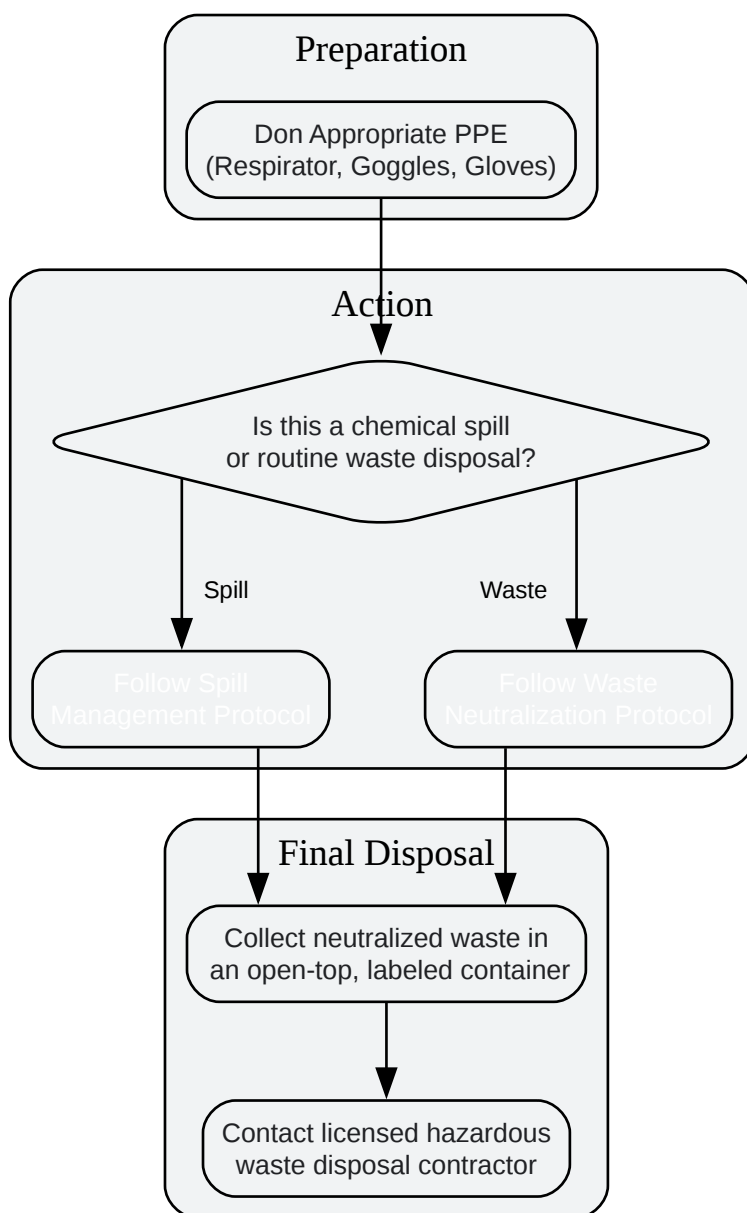 Preparation
Don Appropriate PPE
(Respirator, Goggles, Gloves)
Action
Is this a chemical spill
or routine waste disposal?
Spill
Waste
Follow Spill
Management Protocol
Follow Waste
Neutralization Protocol
Final Disposal
Collect neutralized waste in
an open-top, labeled container
Contact licensed hazardous
waste disposal contractor